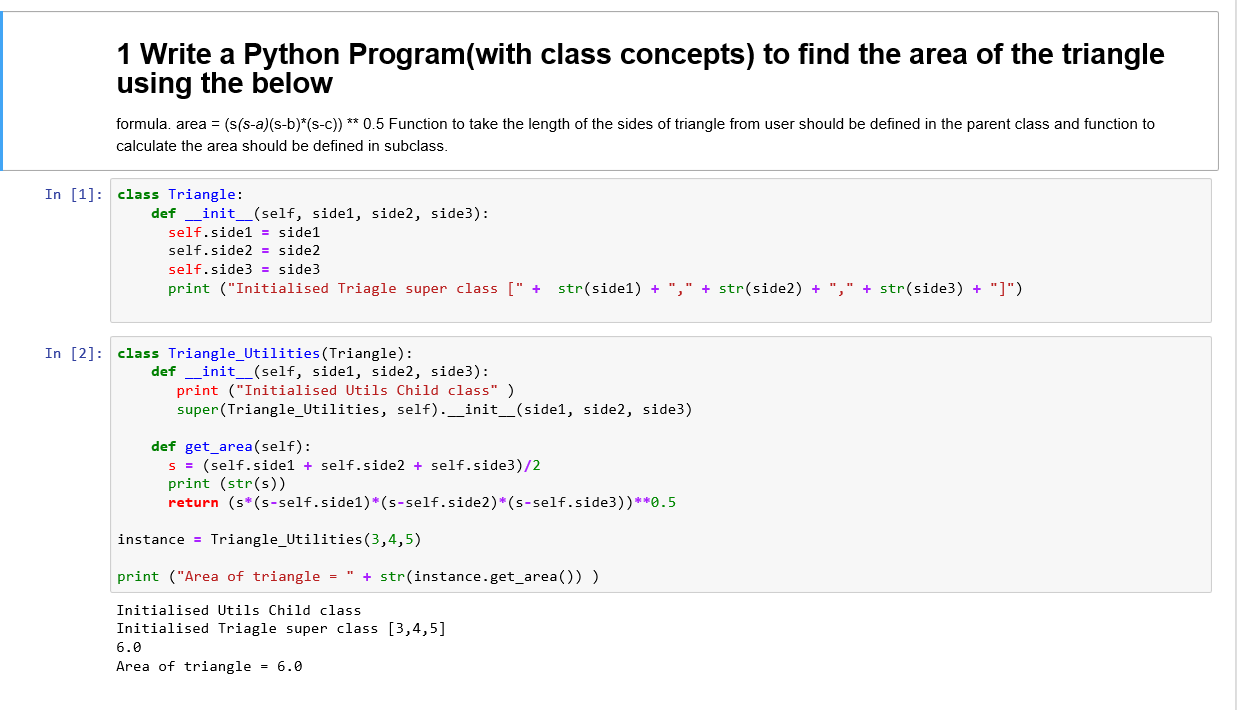 1 Write a Python Program(with class concepts) to find the area of the triangle
using the below
formula. area = (s(s-a)(s-b)*(s-c)) ** 0.5 Function to take the length of the sides of triangle from user should be defined in the parent class and function to
calculate the area should be defined in subclass.
In [1]: class Triangle:
    def __init__(self, side1, side2, side3):
      self.side1 = side1
      self.side2 = side2
      self.side3 = side3
      print ("Initialised Triagle super class [" +  str(side1) + "," + str(side2) + "," + str(side3) + "]")
In [2]: class Triangle_Utilities(Triangle):
    def __init__(self, side1, side2, side3):
       print ("Initialised Utils Child class" )
       super(Triangle_Utilities, self).__init__(side1, side2, side3)
    def get_area(self):
      s = (self.side1 + self.side2 + self.side3)/2
      print (str(s))
      return (s*(s-self.side1)*(s-self.side2)*(s-self.side3))**0.5
instance = Triangle_Utilities(3,4,5)
print ("Area of triangle = " + str(instance.get_area()) )
Initialised Utils Child class
Initialised Triagle super class [3,4,5]
6.0
Area of triangle = 6.0